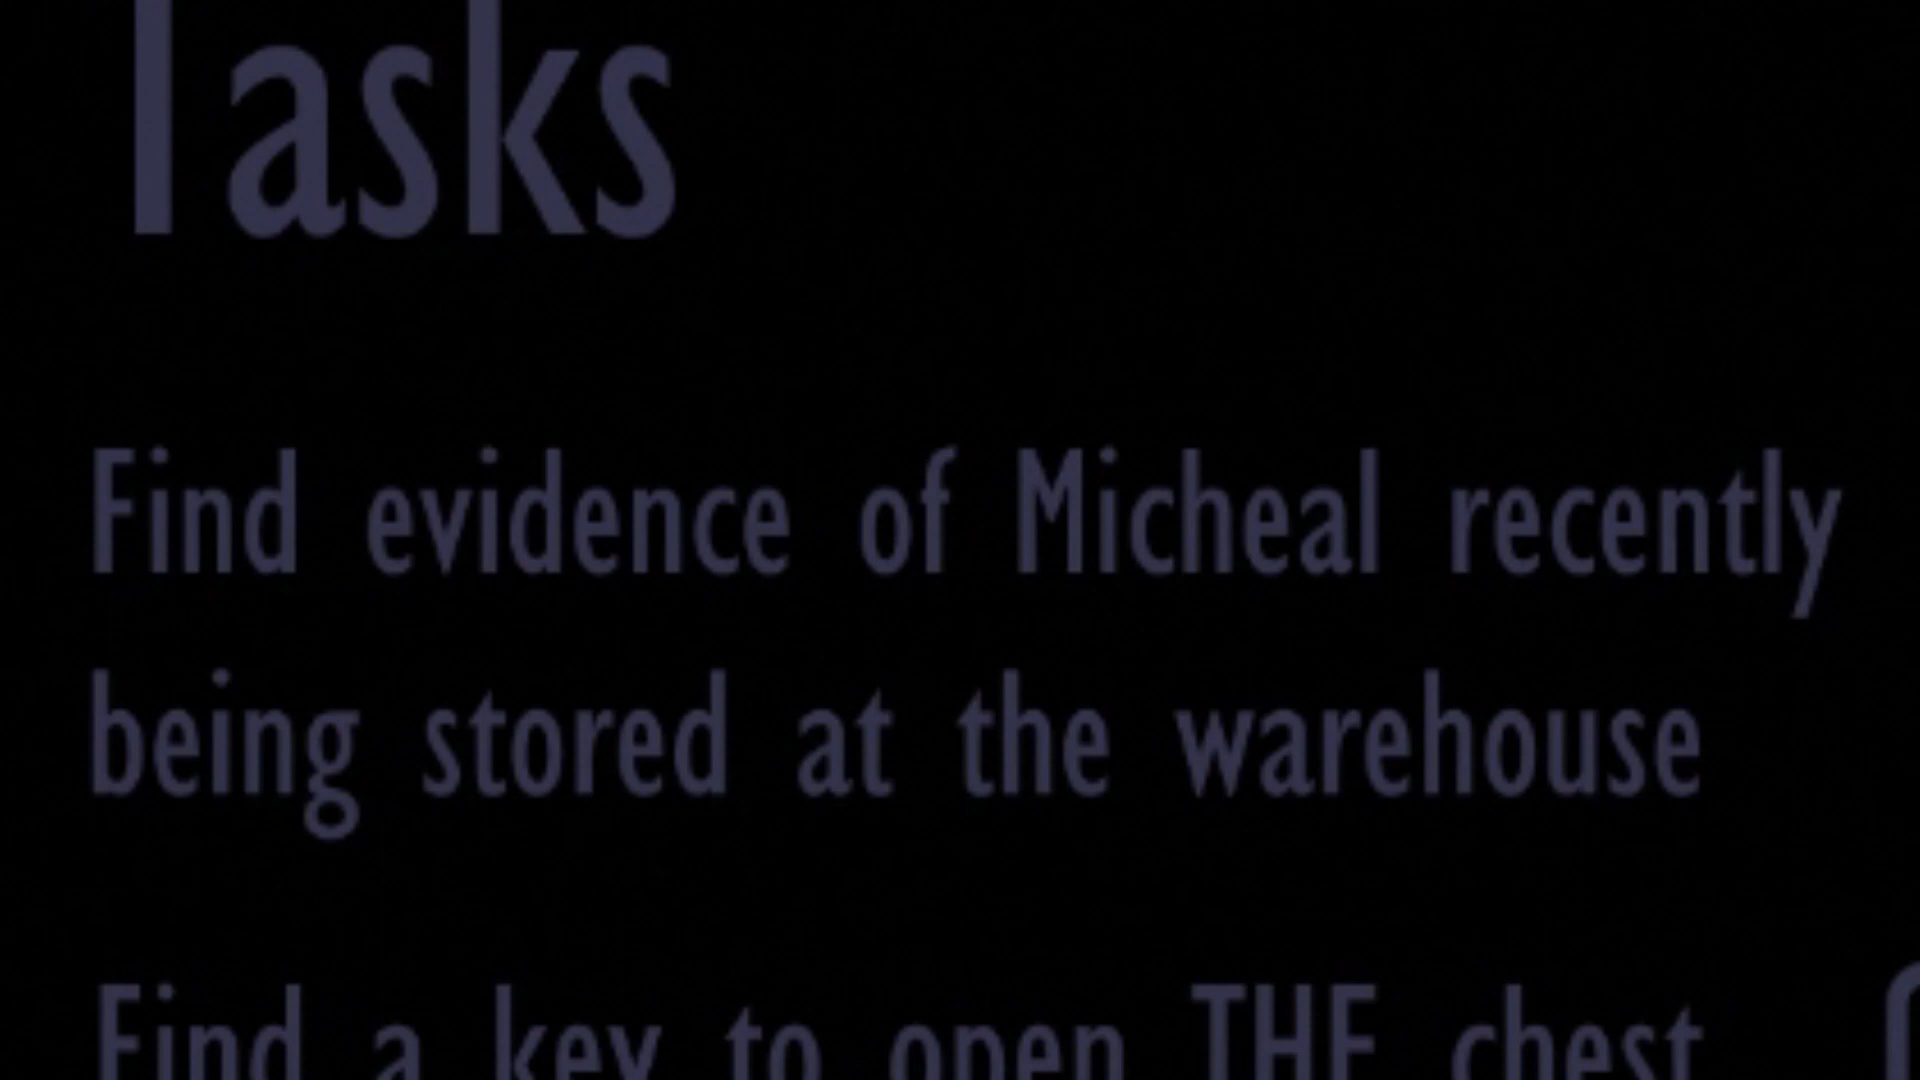 Tasks
Find evidence of Micheal recently
being stored at the warehouse
Find a key to open THE chest